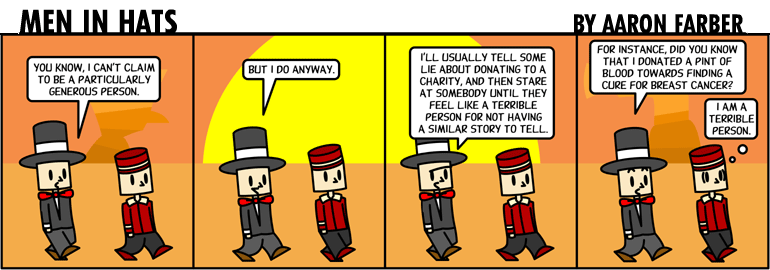 MEN IN HATS
BY AARON FARBER
YOU KNOW, I CAN'T CLAIM
TO BE A PARTICULARLY
GENEROUS PERSON.
BUT I DO ANYWAY.
I'LL USUALLY TELL SOME
LIE ABOUT DONATING TO A
CHARITY, AND THEN STARE
AT SOMEBODY UNTIL THEY
FEEL LIKE A TERRIBLE
PERSON FOR NOT HAVING
A SIMILAR STORY TO TELL.
FOR INSTANCE, DID YOU KNOW
THAT I DONATED A PINT OF
BLOOD TOWARDS FINDING A
CURE FOR BREAST CANCER?
I AM A
TERRIBLE
PERSON.